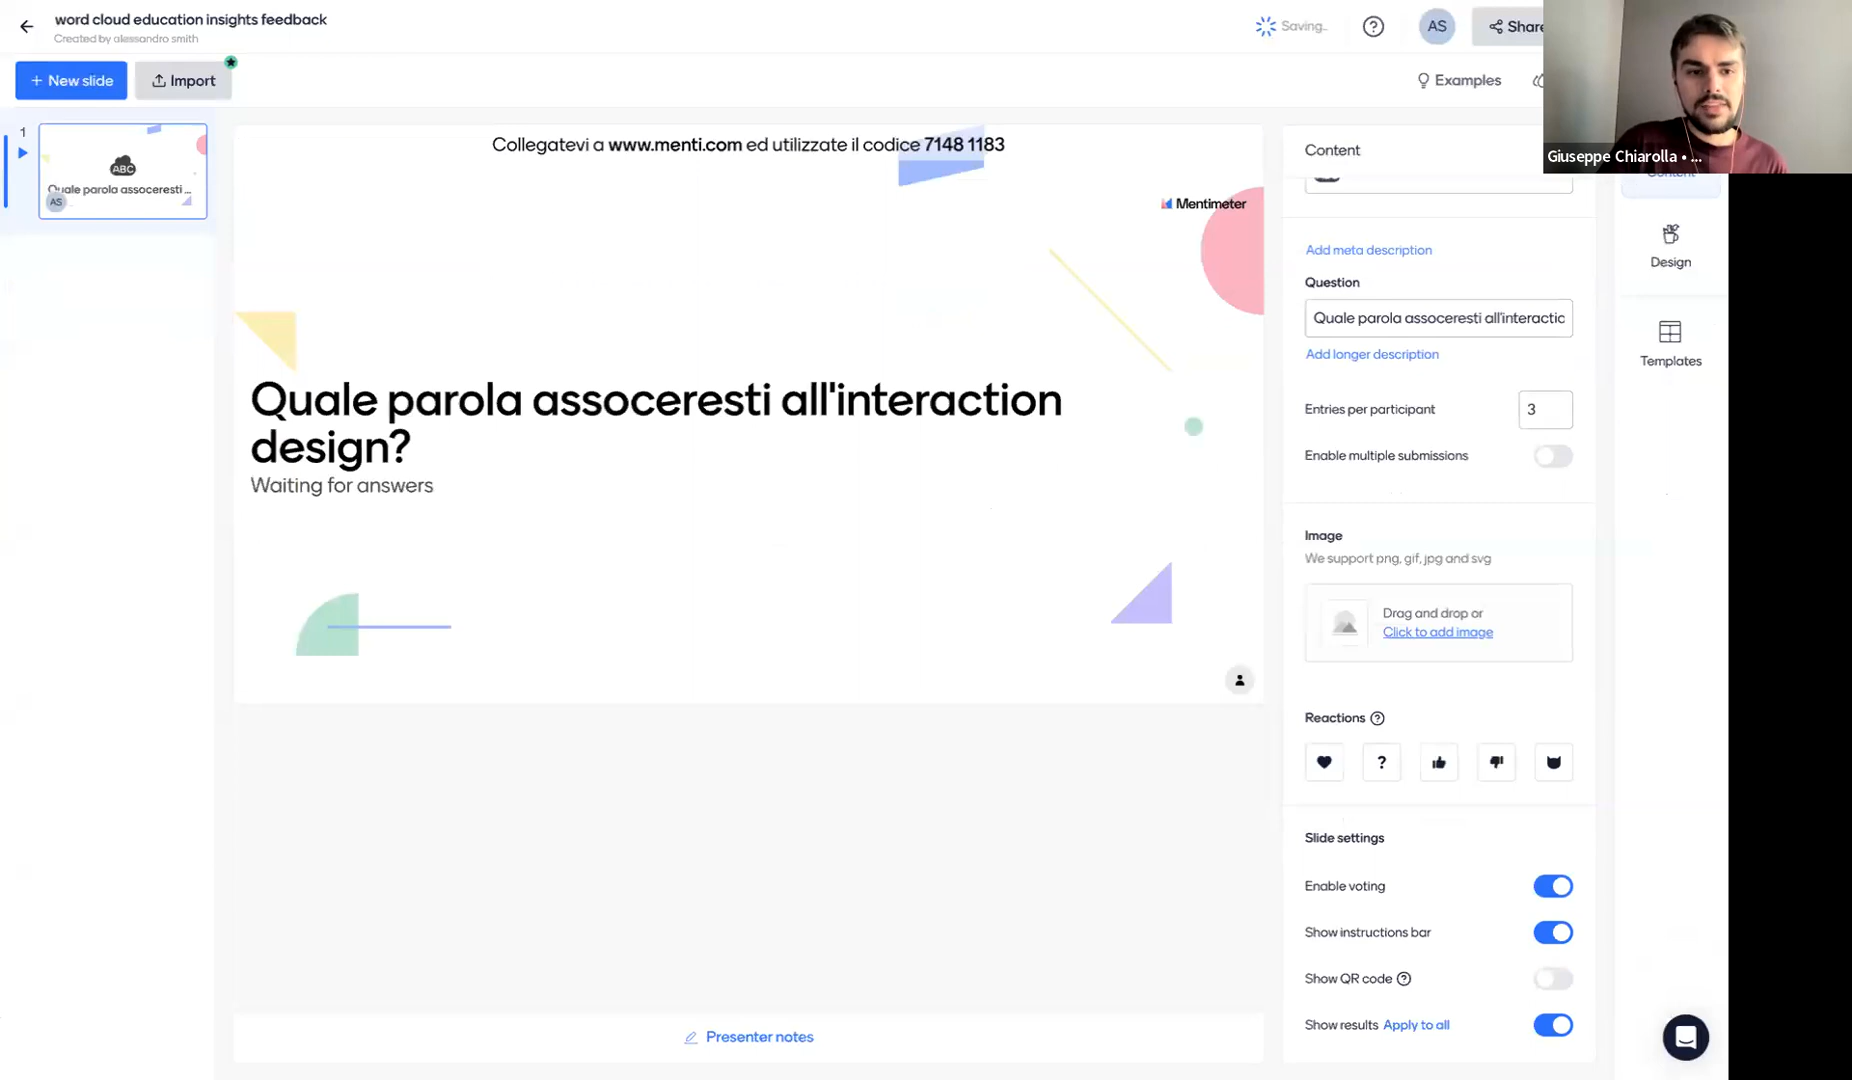 word cloud education insights feedback
Created by alessandro smith
Saving..
AS
Share
New slide
Import
Examples
Giuseppe Chiarolla • ...
1
ABC
Quale parola assoceresti ...
AS
Collegatevi a www.menti.com ed utilizzate il codice 7148 1183
Mentimeter
Quale parola assoceresti all'interaction
design?
Waiting for answers
Presenter notes
Content
Add meta description
Question
Quale parola assoceresti all'interactic
Add longer description
Entries per participant
3
Enable multiple submissions
Image
We support png, gif, jpg and svg
Drag and drop or
Click to add image
Reactions ?
?
Slide settings
Enable voting
Show instructions bar
Show QR code ?
Show results Apply to all
Content
Design
Templates